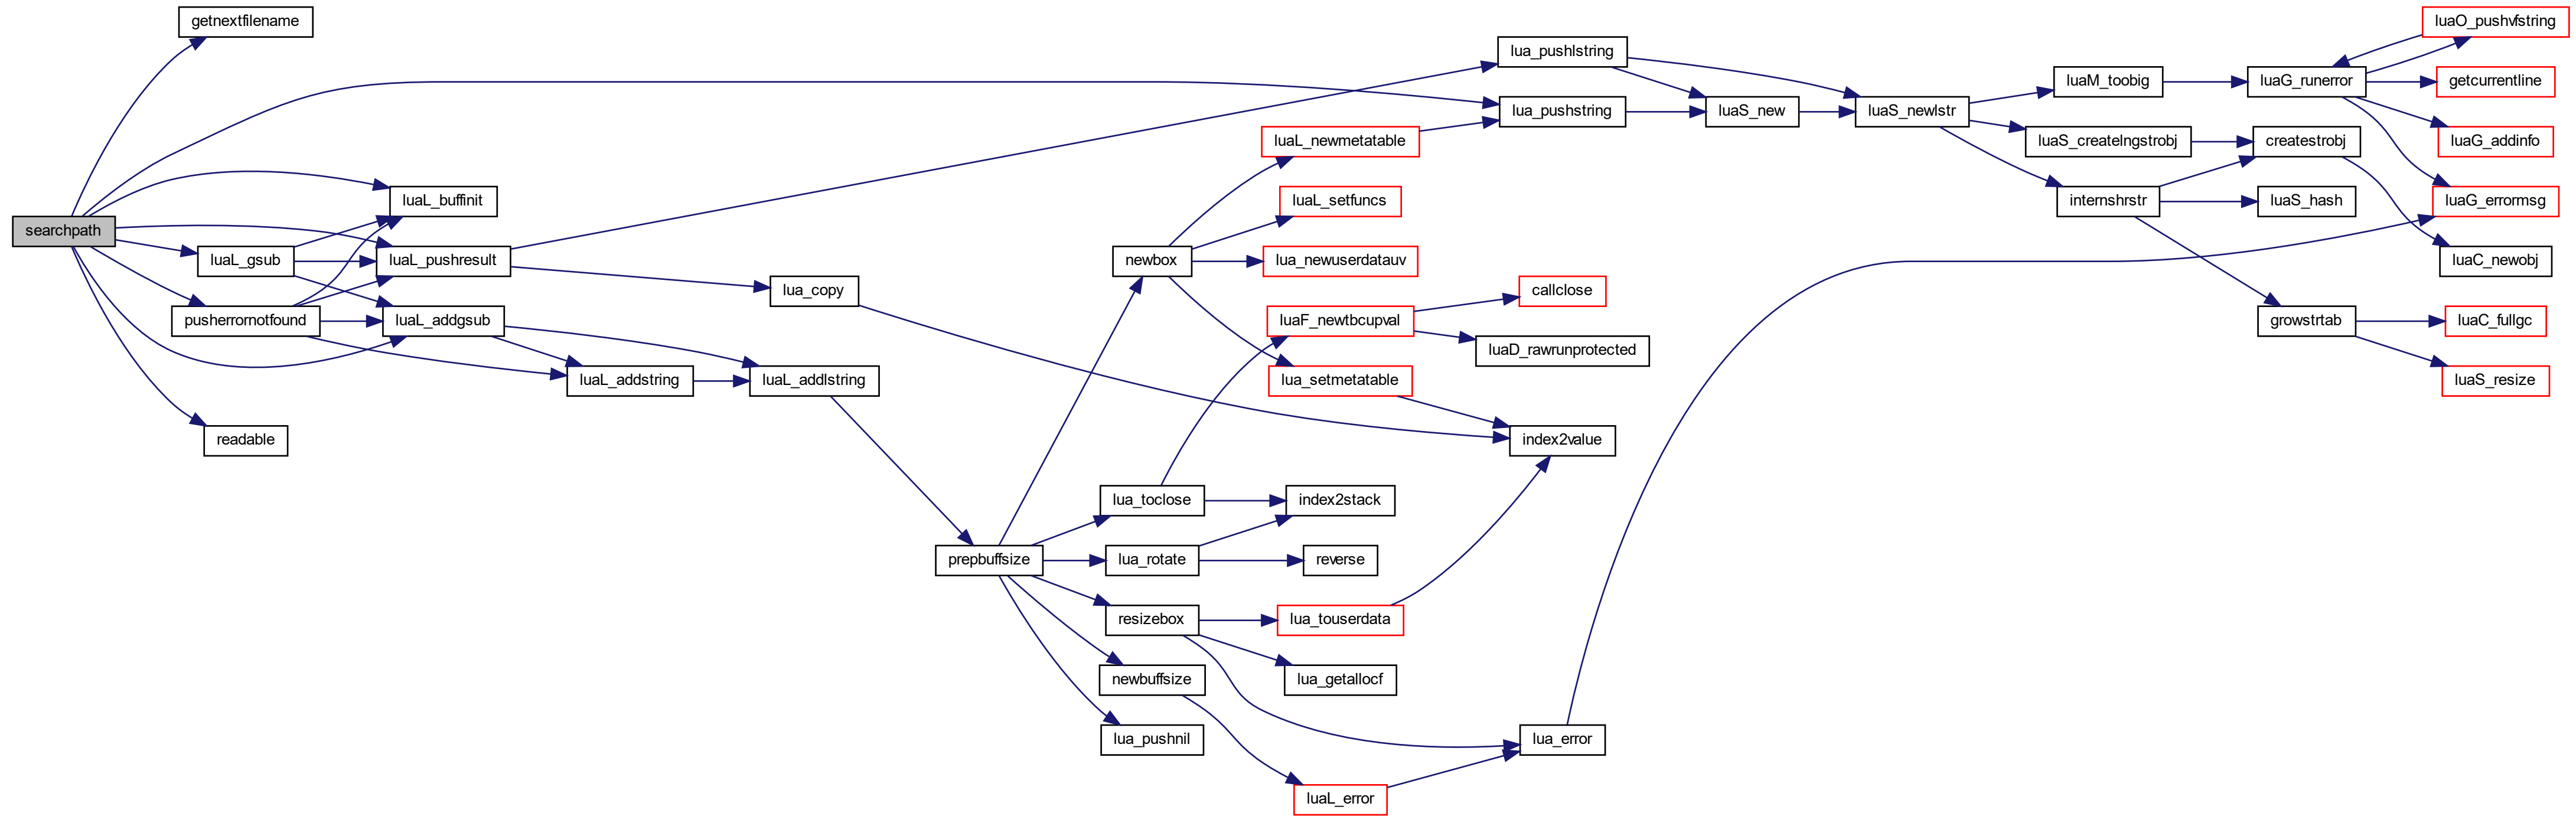 getnextfilename
luaO_pushvfstring
lua_pushlstring
luaM_toobig
luaG_runerror
getcurrentline
lua_pushstring
luaS_new
luaS_newlstr
luaL_newmetatable
luaS_createlngstrobj
createstrobj
luaG_addinfo
luaL_buffinit
luaL_setfuncs
internshrstr
luaS_hash
luaG_errormsg
searchpath
luaL_gsub
luaL_pushresult
newbox
lua_newuserdatauv
luaC_newobj
lua_copy
callclose
pusherrornotfound
luaL_addgsub
luaF_newtbcupval
growstrtab
luaC_fullgc
luaD_rawrunprotected
luaL_addstring
luaL_addlstring
lua_setmetatable
luaS_resize
readable
index2value
lua_toclose
index2stack
prepbuffsize
lua_rotate
reverse
resizebox
lua_touserdata
newbuffsize
lua_getallocf
lua_pushnil
lua_error
luaL_error